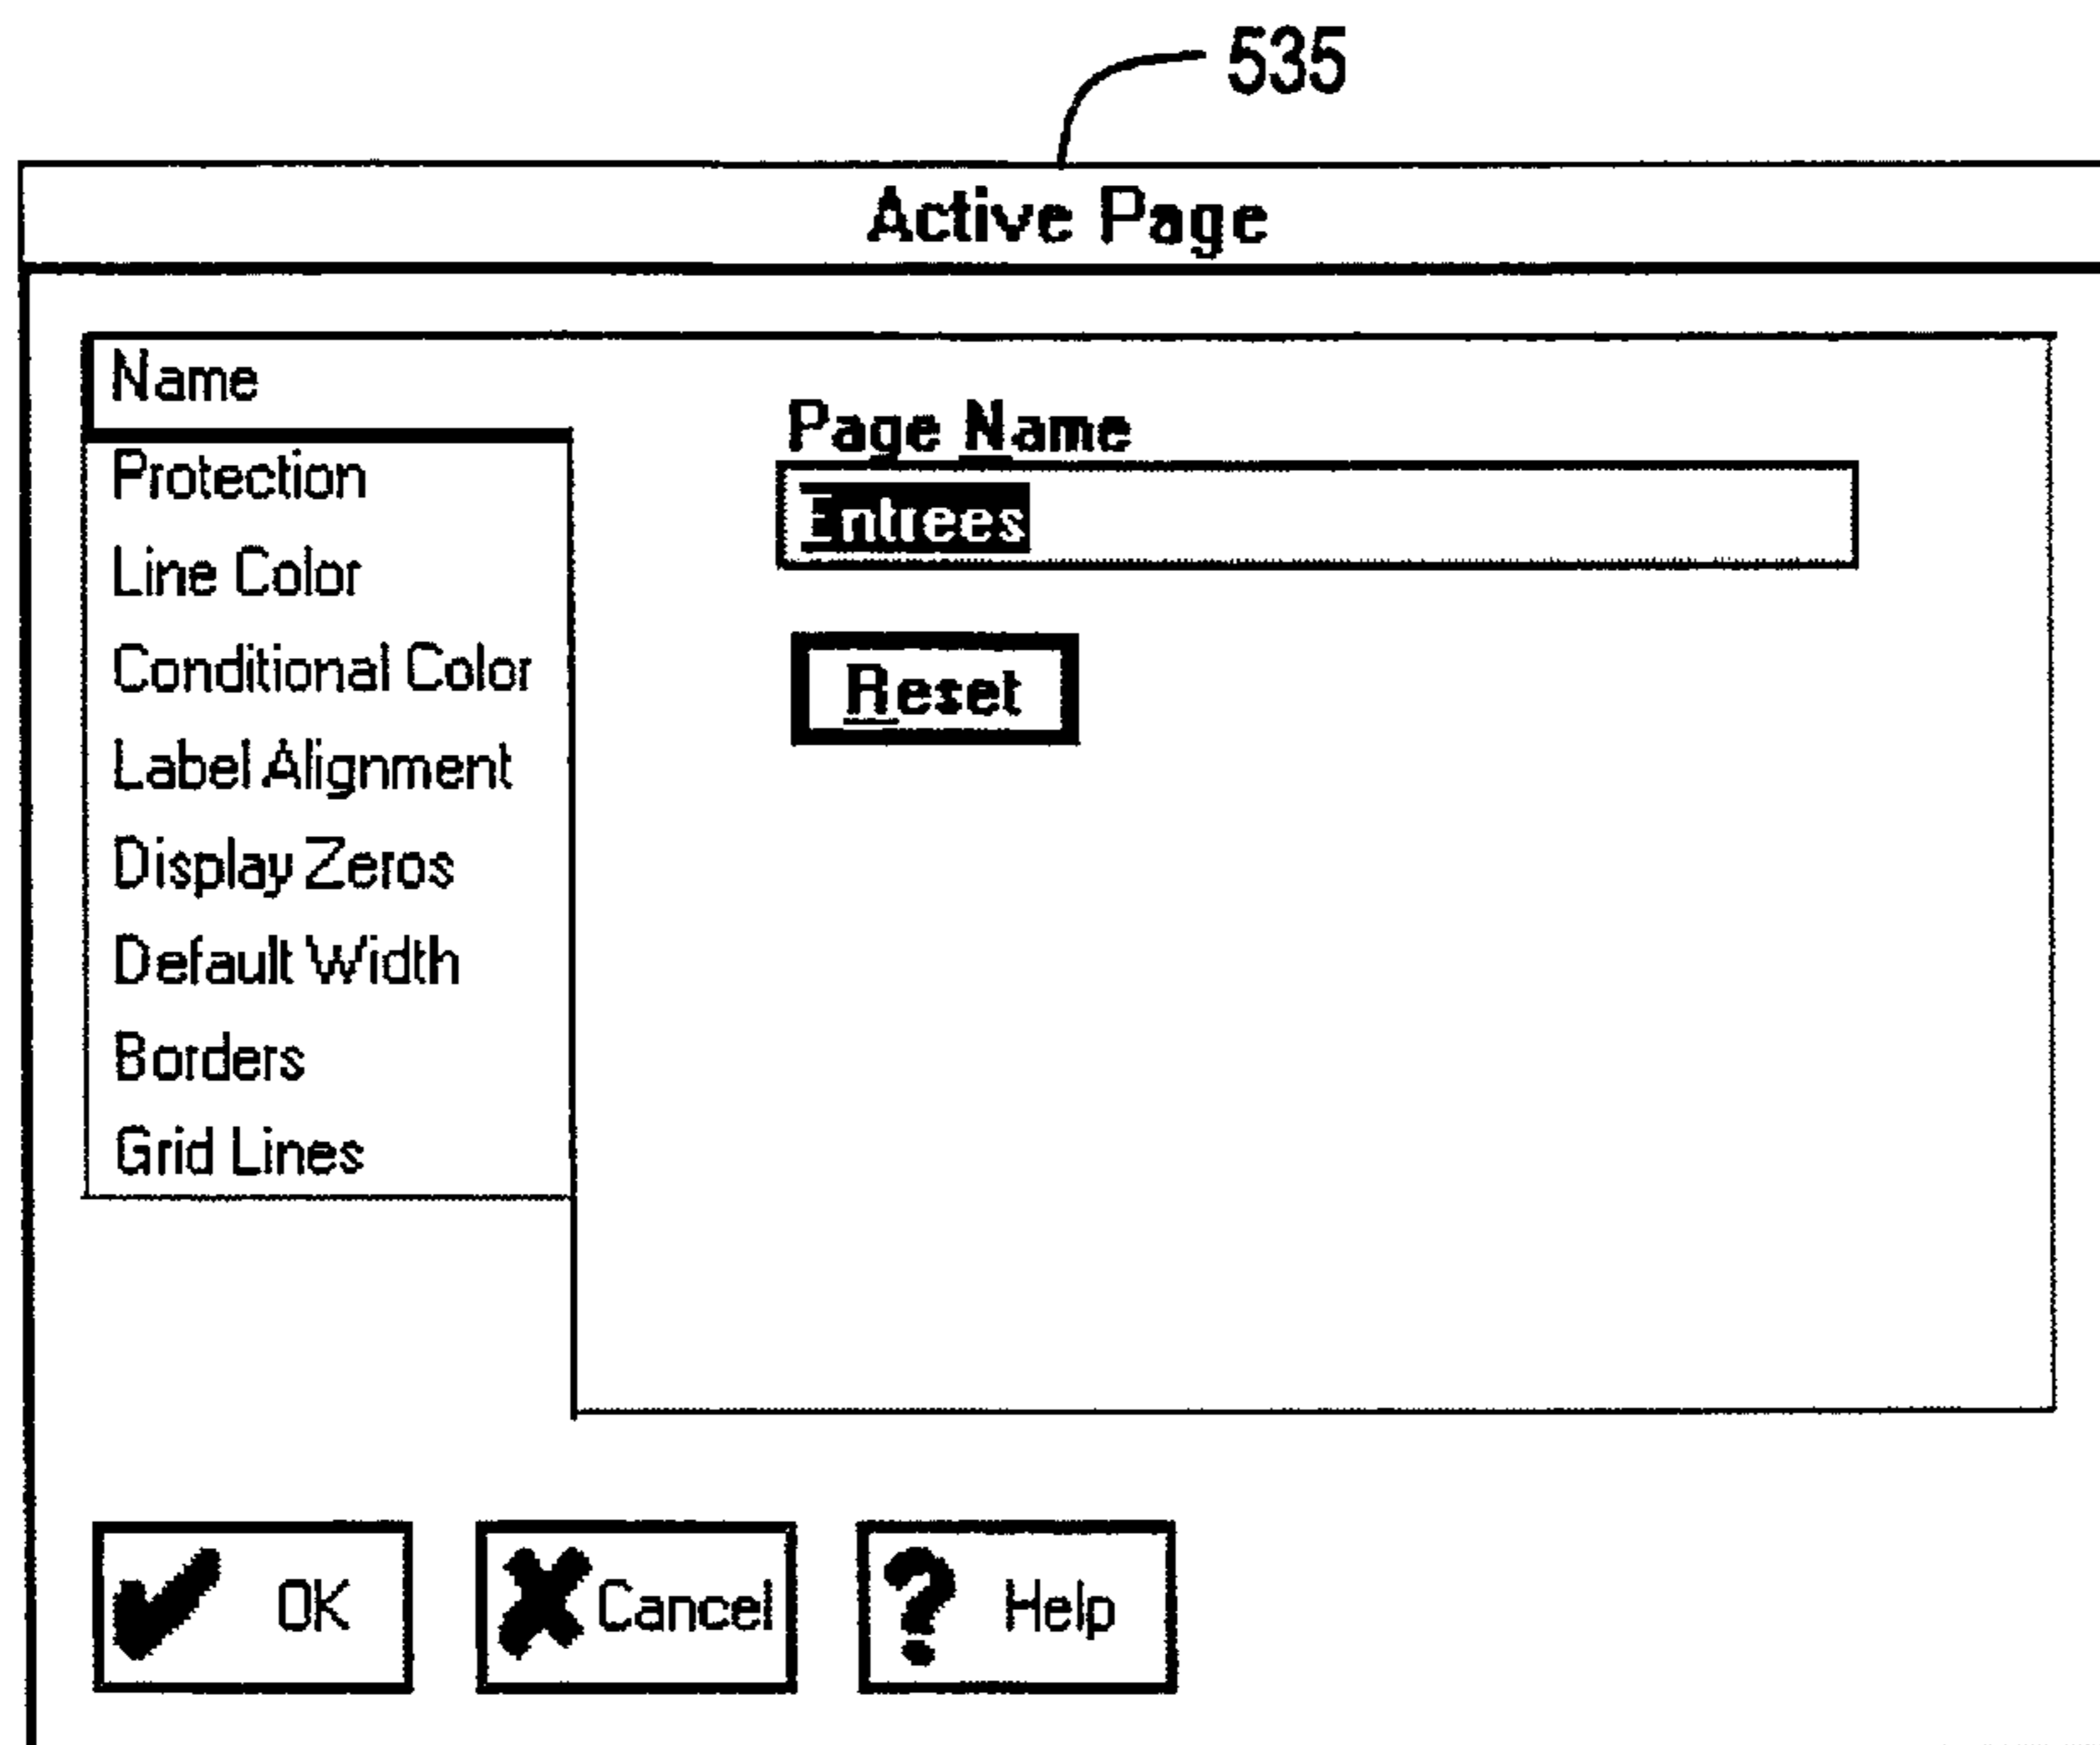 535
Active Page
Name
Protection
Line Color
Conditional Color
Label Alignment
Display Zeros
Default Width
Borders
Grid Lines
Page Name
Entrees
Reset
OK
Cancel
Help